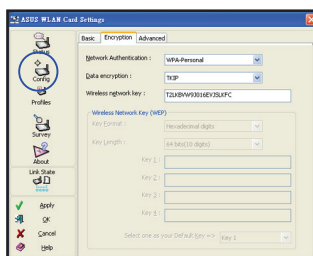 ASUS WLAN Card Settings
Status
Config
Profiles
Survey
About
Link State
Apply
OK
Cancel
Help
Basic Encryption Advanced
Network Authentication : WPA-Personal
Data encryption : TKIP
Wireless network key : T2LKBVW9J016EVJSLKFC
Wireless Network Key (WEP)
Key Format : Hexadecimal digits
Key Length : 64 bits(10 digits)
Key 1 :
Key 2 :
Key 3 :
Key 4 :
Select one as your Default Key => Key 1